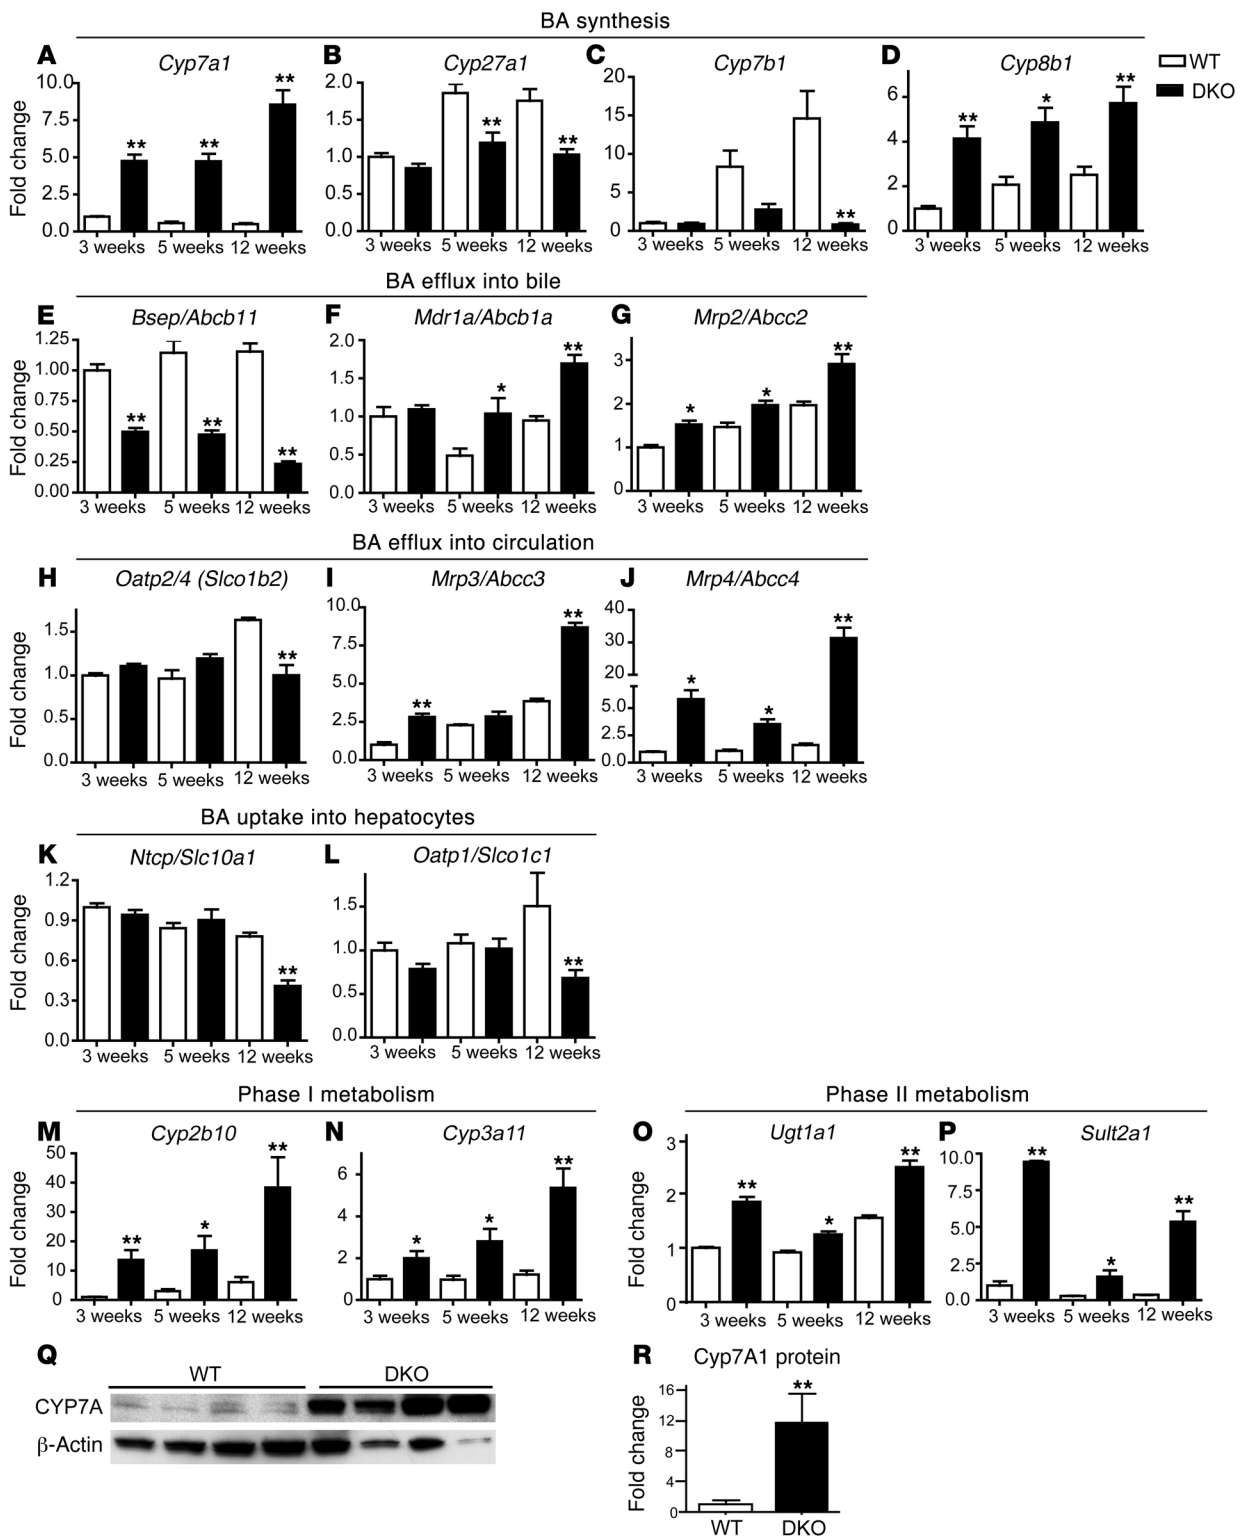 BA synthesis
A Cyp7a1 B Cyp27a1 C Cyp7b1 D Cyp8b1
WT
DKO
Fold change
10.0 7.5 5.0 2.5 0.0
** ** **
3 weeks 5 weeks 12 weeks
2.0 1.5 1.0 0.5 0.0
** **
3 weeks 5 weeks 12 weeks
20 15 10 5 0
**
3 weeks 5 weeks 12 weeks
6 4 2 0
** * **
3 weeks 5 weeks 12 weeks
BA efflux into bile
E Bsep/Abcb11 F Mdr1a/Abcb1a G Mrp2/Abcc2
Fold change
1.25 1.00 0.75 0.50 0.25 0.00
** ** **
3 weeks 5 weeks 12 weeks
2.0 1.5 1.0 0.5 0.0
* **
3 weeks 5 weeks 12 weeks
3 2 1 0
* * **
3 weeks 5 weeks 12 weeks
BA efflux into circulation
H Oatp2/4 (Slco1b2) I Mrp3/Abcc3 J Mrp4/Abcc4
Fold change
1.5 1.0 0.5 0.0
**
3 weeks 5 weeks 12 weeks
10.0 7.5 5.0 2.5 0.0
** **
3 weeks 5 weeks 12 weeks
40 30 20 5.0 2.5 0.0
* * **
3 weeks 5 weeks 12 weeks
BA uptake into hepatocytes
K Ntcp/Slc10a1 L Oatp1/Slco1c1
Fold change
1.2 0.9 0.6 0.3 0.0
**
3 weeks 5 weeks 12 weeks
1.5 1.0 0.5 0.0
**
3 weeks 5 weeks 12 weeks
Phase I metabolism Phase II metabolism
M Cyp2b10 N Cyp3a11 O Ugt1a1 P Sult2a1
Fold change
50 40 30 20 10 0
** * **
3 weeks 5 weeks 12 weeks
6 4 2 0
* * **
3 weeks 5 weeks 12 weeks
Fold change
3 2 1 0
** * **
3 weeks 5 weeks 12 weeks
10.0 7.5 5.0 2.5 0.0
** * **
3 weeks 5 weeks 12 weeks
Q
WT DKO
CYP7A
β-Actin
R Cyp7A1 protein
Fold change
16 12 8 4 0
**
WT DKO